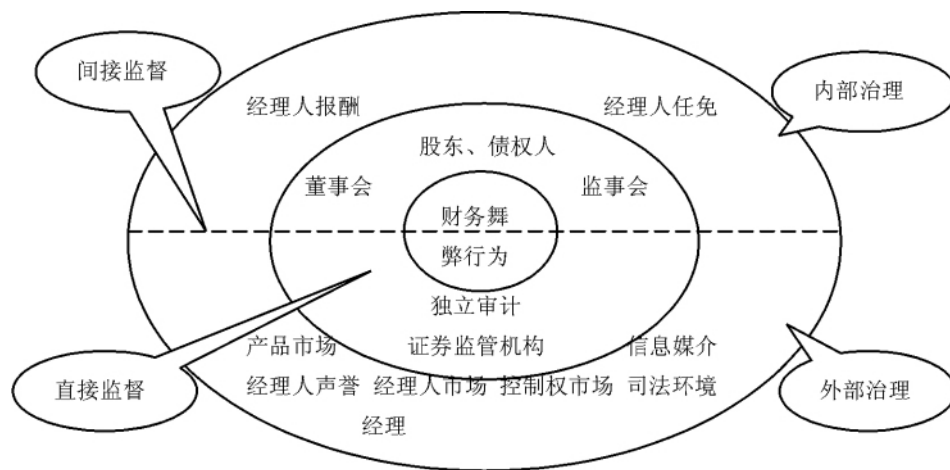 间接监督
内部治理
经理人报酬
经理人任免
股东、债权人
董事会
监事会
财务舞
弊行为
独立审计
产品市场
证券监管机构
信息媒介
直接监督
经理人声誉
经理人市场
控制权市场
司法环境
外部治理
经理